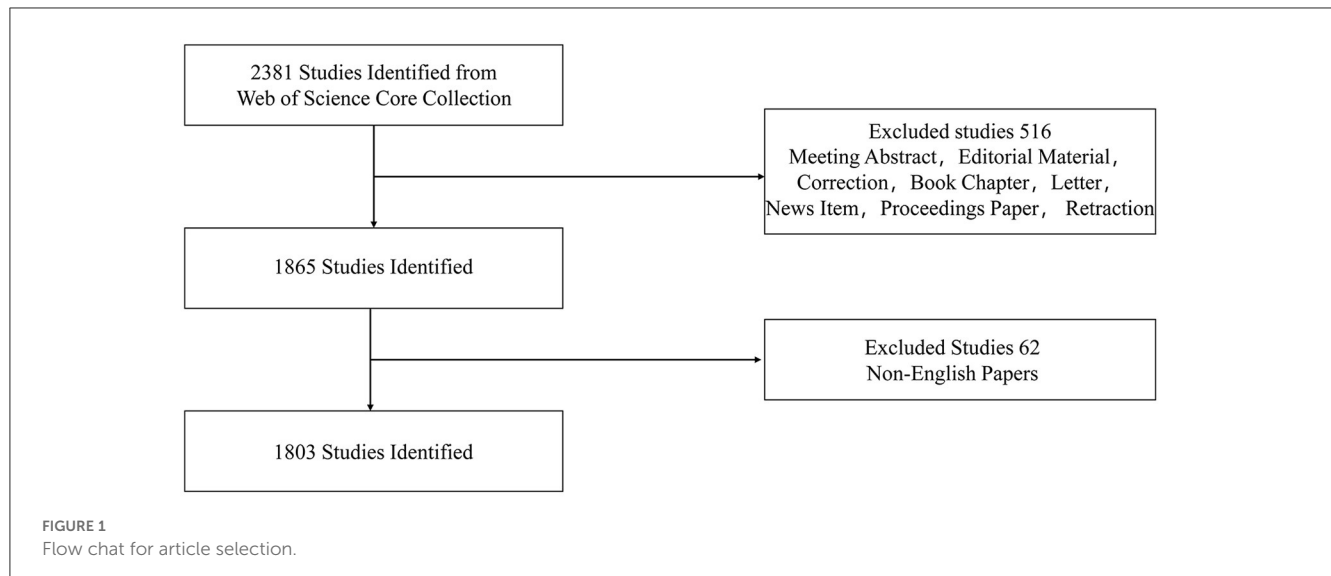 2381 Studies Identified from
Web of Science Core Collection
Excluded studies 516
Meeting Abstract，Editorial Material，
Correction，Book Chapter，Letter，
News Item，Proceedings Paper，Retraction
1865 Studies Identified
Excluded Studies 62
Non-English Papers
1803 Studies Identified
FIGURE 1
Flow chat for article selection.